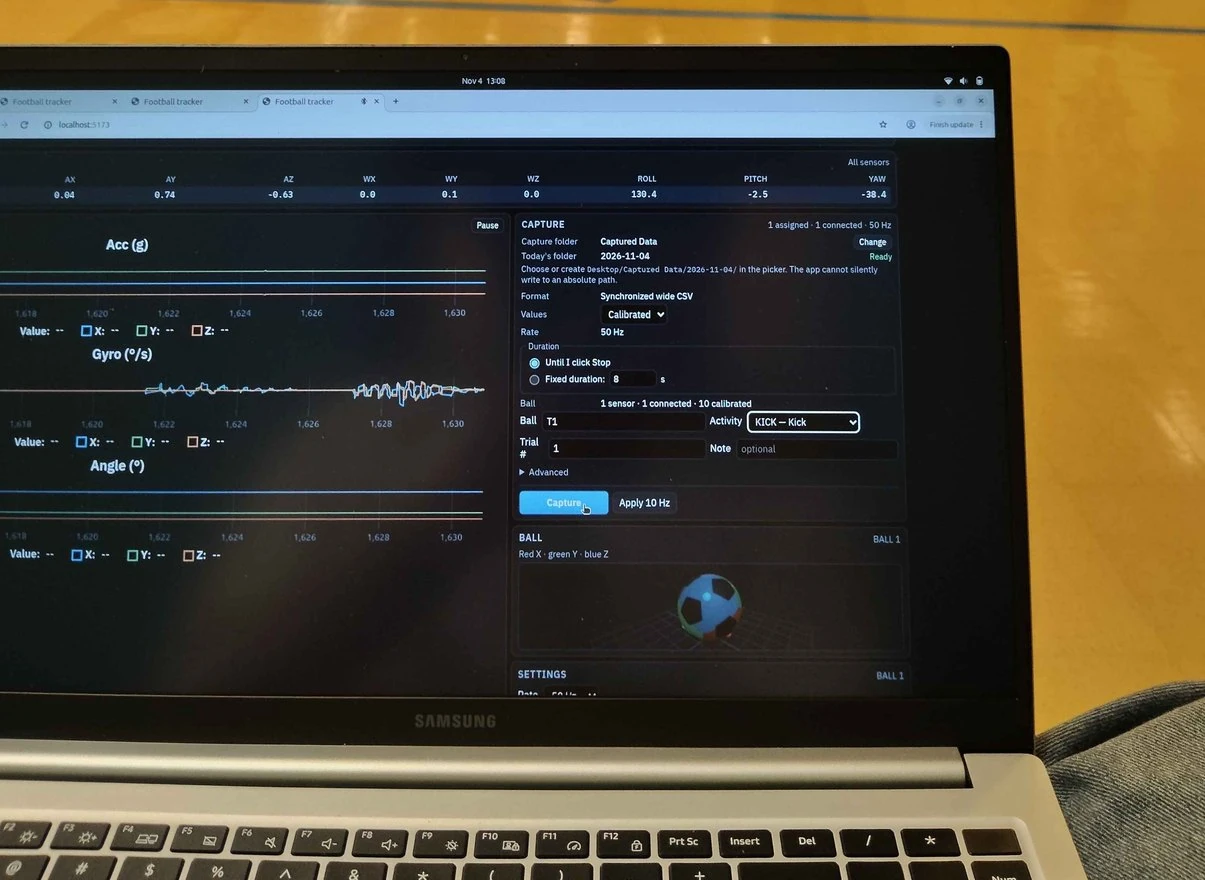 Nov 4 13:08
Football tracker × Football tracker × Football tracker × +
localhost:5173 Finish update
All sensors
AX AY AZ WX WY WZ ROLL PITCH YAW
0.04 0.74 -0.63 0.0 0.1 0.0 130.4 -2.5 -38.4
Pause
Acc (g)
1,618 1,620 1,622 1,624 1,626 1,628 1,630
Value: -- X: -- Y: -- Z: --
Gyro (°/s)
1,618 1,620 1,622 1,624 1,626 1,628 1,630
Value: -- X: -- Y: -- Z: --
Angle (°)
1,618 1,620 1,622 1,624 1,626 1,628 1,630
Value: -- X: -- Y: -- Z: --
CAPTURE 1 assigned · 1 connected · 50 Hz
Capture folder Captured Data Change
Today's folder 2026-11-04 Ready
Choose or create Desktop/Captured Data/2026-11-04/ in the picker. The app cannot silently
write to an absolute path.
Format Synchronized wide CSV
Values Calibrated
Rate 50 Hz
Duration
Until I click Stop
Fixed duration: 8 s
Ball 1 sensor · 1 connected · 10 calibrated
Ball T1 Activity KICK — Kick
Trial
# 1 Note optional
Advanced
Capture Apply 10 Hz
BALL BALL 1
Red X · green Y · blue Z
SETTINGS BALL 1
Rate 50 Hz
SAMSUNG
F2 F3 F4 F5 F6 F7 F8 F9 F10 F11 F12 Prt Sc Insert Del / *
@ # $ % ^ & * ( ) + Num